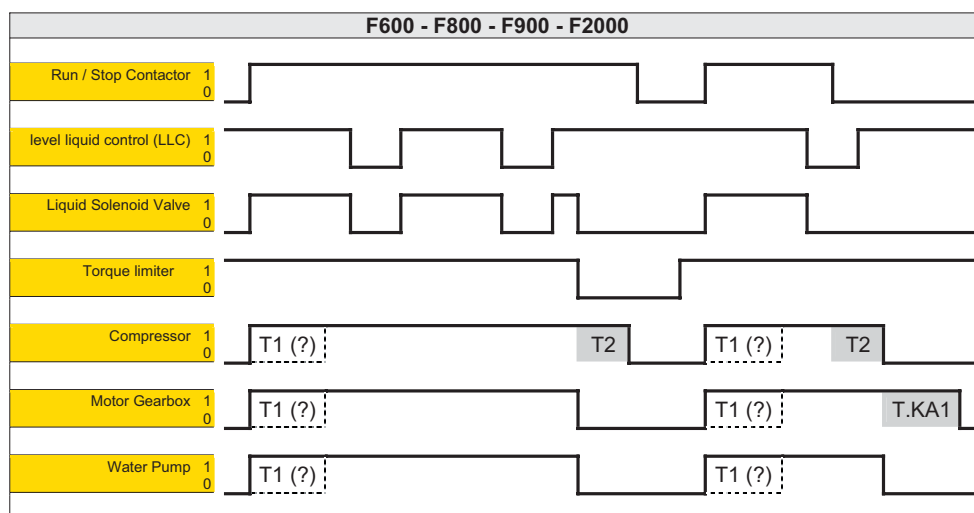 F600 - F800 - F900 - F2000
Run / Stop Contactor 1
0
level liquid control (LLC) 1
0
Liquid Solenoid Valve 1
0
Torque limiter 1
0
Compressor 1
0
T1 (?) T2 T1 (?) T2
Motor Gearbox 1
0
T1 (?) T1 (?) T.KA1
Water Pump 1
0
T1 (?) T1 (?)